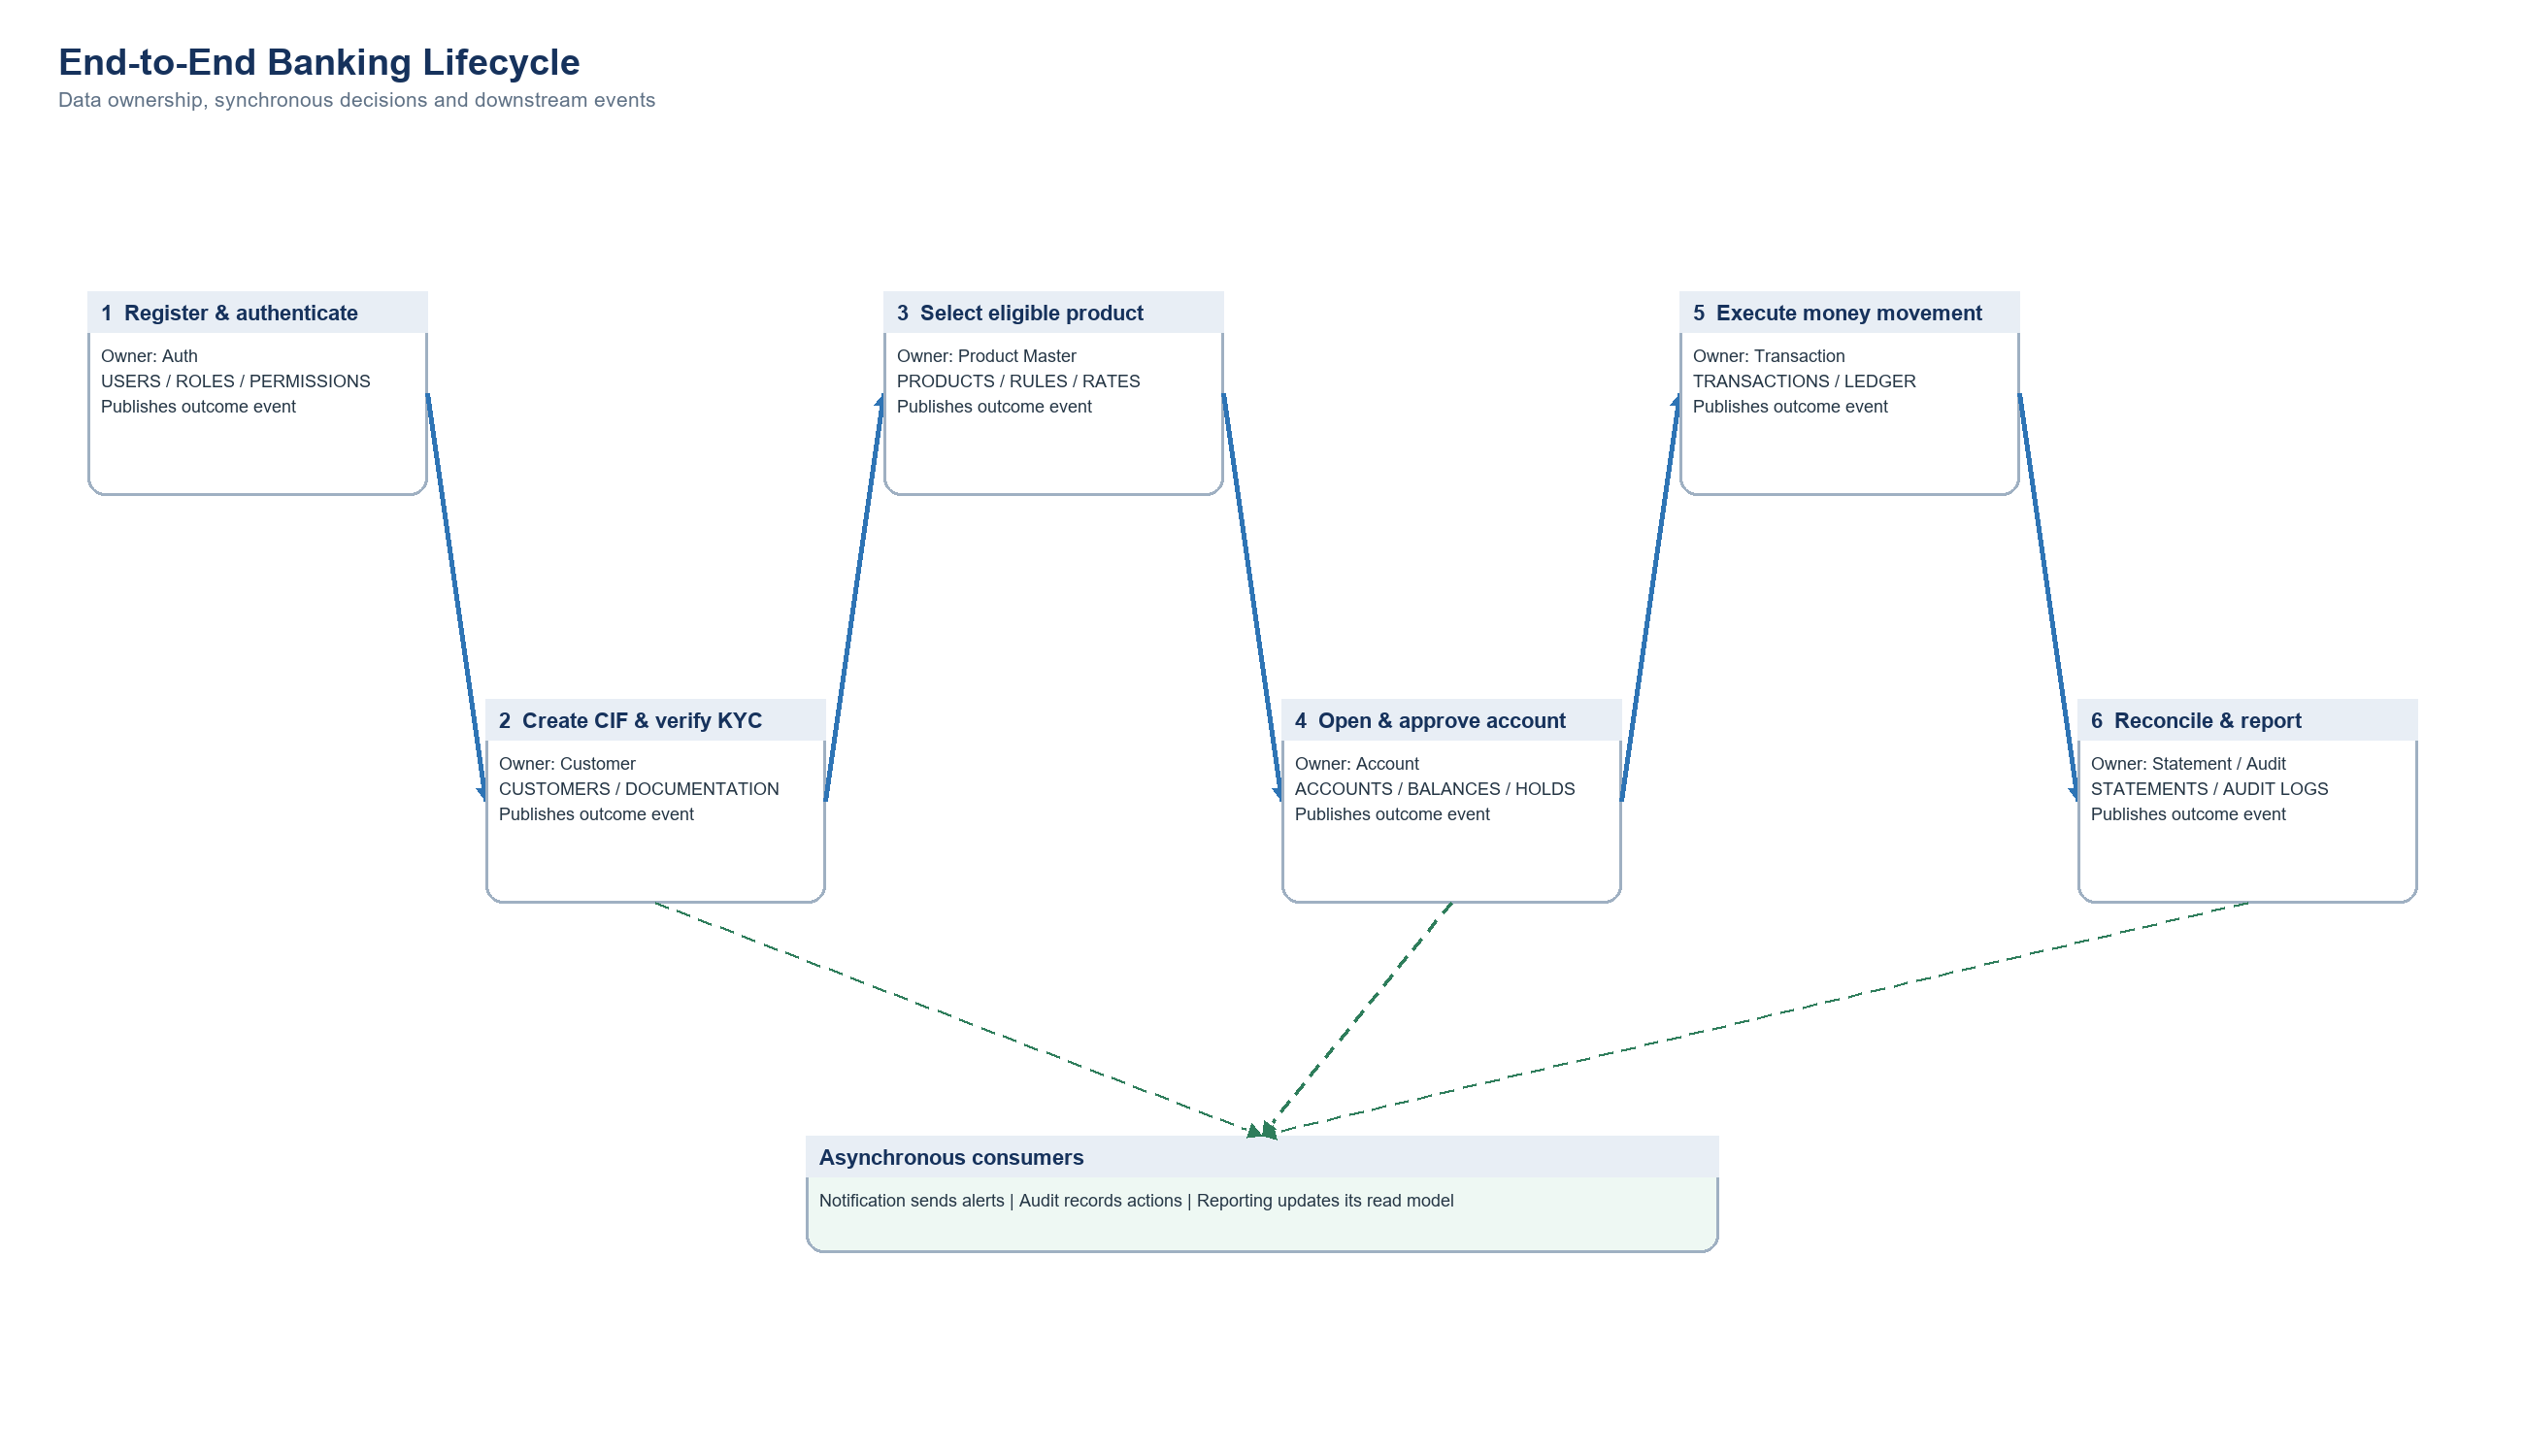 End-to-End Banking Lifecycle
Data ownership, synchronous decisions and downstream events
1 Register & authenticate
Owner: Auth
USERS / ROLES / PERMISSIONS
Publishes outcome event
2 Create CIF & verify KYC
Owner: Customer
CUSTOMERS / DOCUMENTATION
Publishes outcome event
3 Select eligible product
Owner: Product Master
PRODUCTS / RULES / RATES
Publishes outcome event
4 Open & approve account
Owner: Account
ACCOUNTS / BALANCES / HOLDS
Publishes outcome event
5 Execute money movement
Owner: Transaction
TRANSACTIONS / LEDGER
Publishes outcome event
6 Reconcile & report
Owner: Statement / Audit
STATEMENTS / AUDIT LOGS
Publishes outcome event
Asynchronous consumers
Notification sends alerts | Audit records actions | Reporting updates its read model